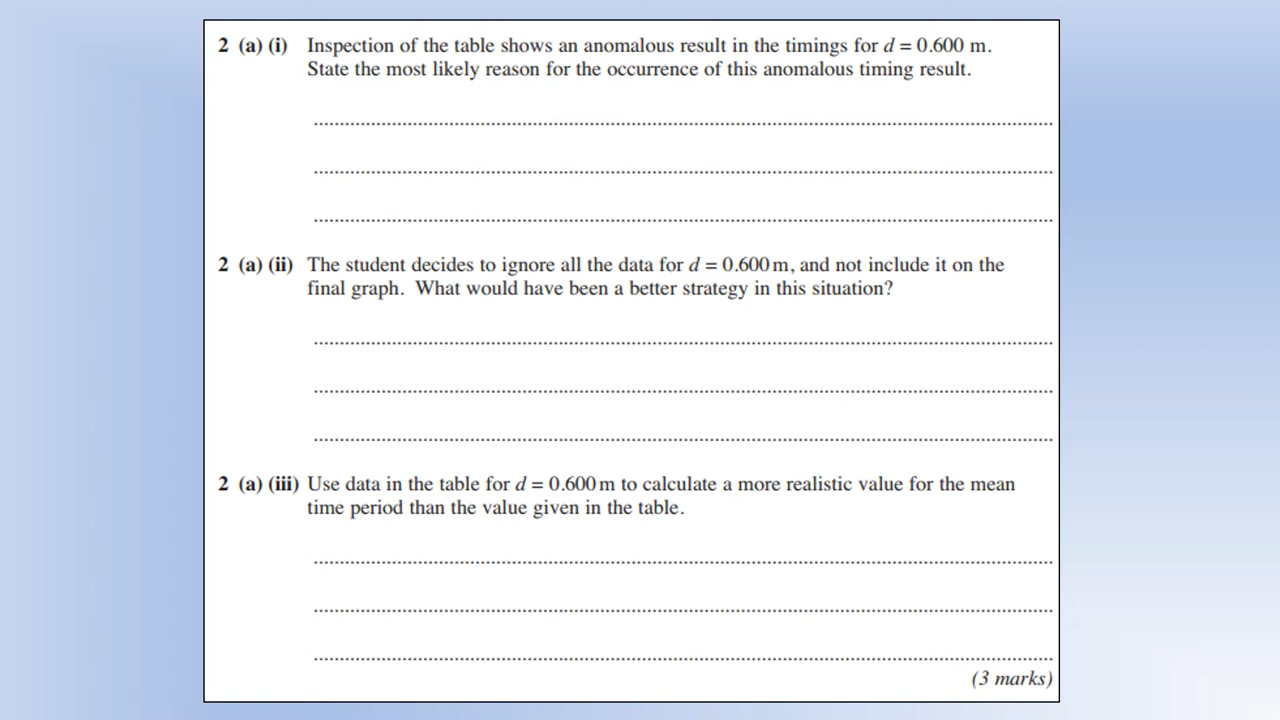 2 (a) (i) Inspection of the table shows an anomalous result in the timings for d = 0.600 m.
State the most likely reason for the occurrence of this anomalous timing result.
2 (a) (ii) The student decides to ignore all the data for d = 0.600 m, and not include it on the
final graph. What would have been a better strategy in this situation?
2 (a) (iii) Use data in the table for d = 0.600 m to calculate a more realistic value for the mean
time period than the value given in the table.
(3 marks)